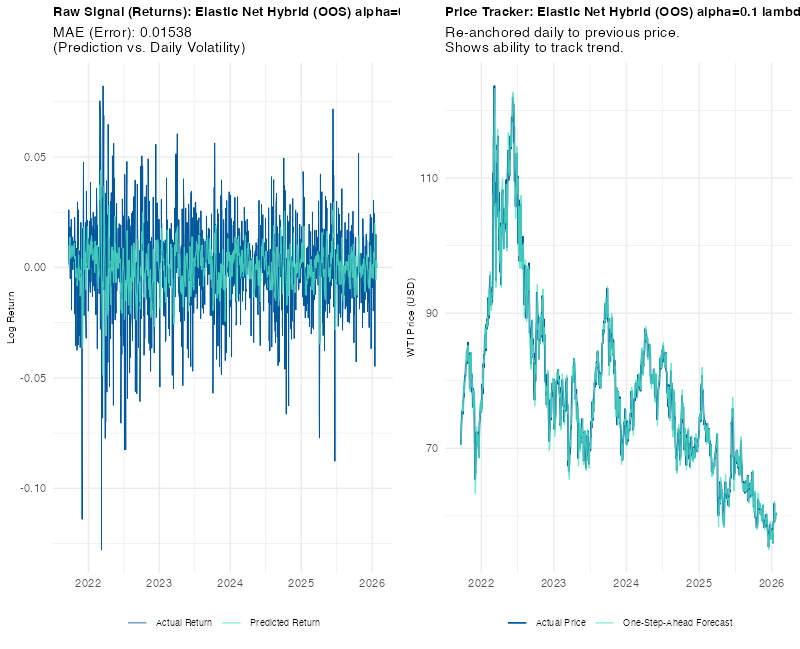 Raw Signal (Returns): Elastic Net Hybrid (OOS) alpha=
MAE (Error): 0.01538
(Prediction vs. Daily Volatility)
Log Return
0.05
0.00
-0.05
-0.10
2022 2023 2024 2025 2026
Actual Return Predicted Return
Price Tracker: Elastic Net Hybrid (OOS) alpha=0.1 lambd
Re-anchored daily to previous price.
Shows ability to track trend.
WTI Price (USD)
110
90
70
2022 2023 2024 2025 2026
Actual Price One-Step-Ahead Forecast